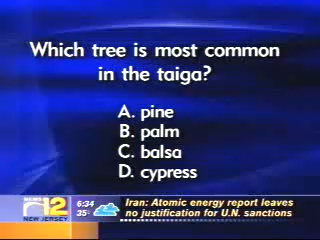 Which tree is most common
in the taiga?
A. pine
B. palm
C. balsa
D. cypress
NEWS
12
NEW JERSEY
6:34
35°
Iran: Atomic energy report leaves
no justification for U.N. sanctions